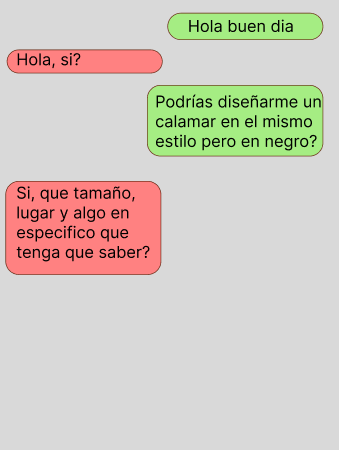 Hola buen dia
Hola, si?
Podrías diseñarme un
calamar en el mismo
estilo pero en negro?
Si, que tamaño,
lugar y algo en
especifico que
tenga que saber?